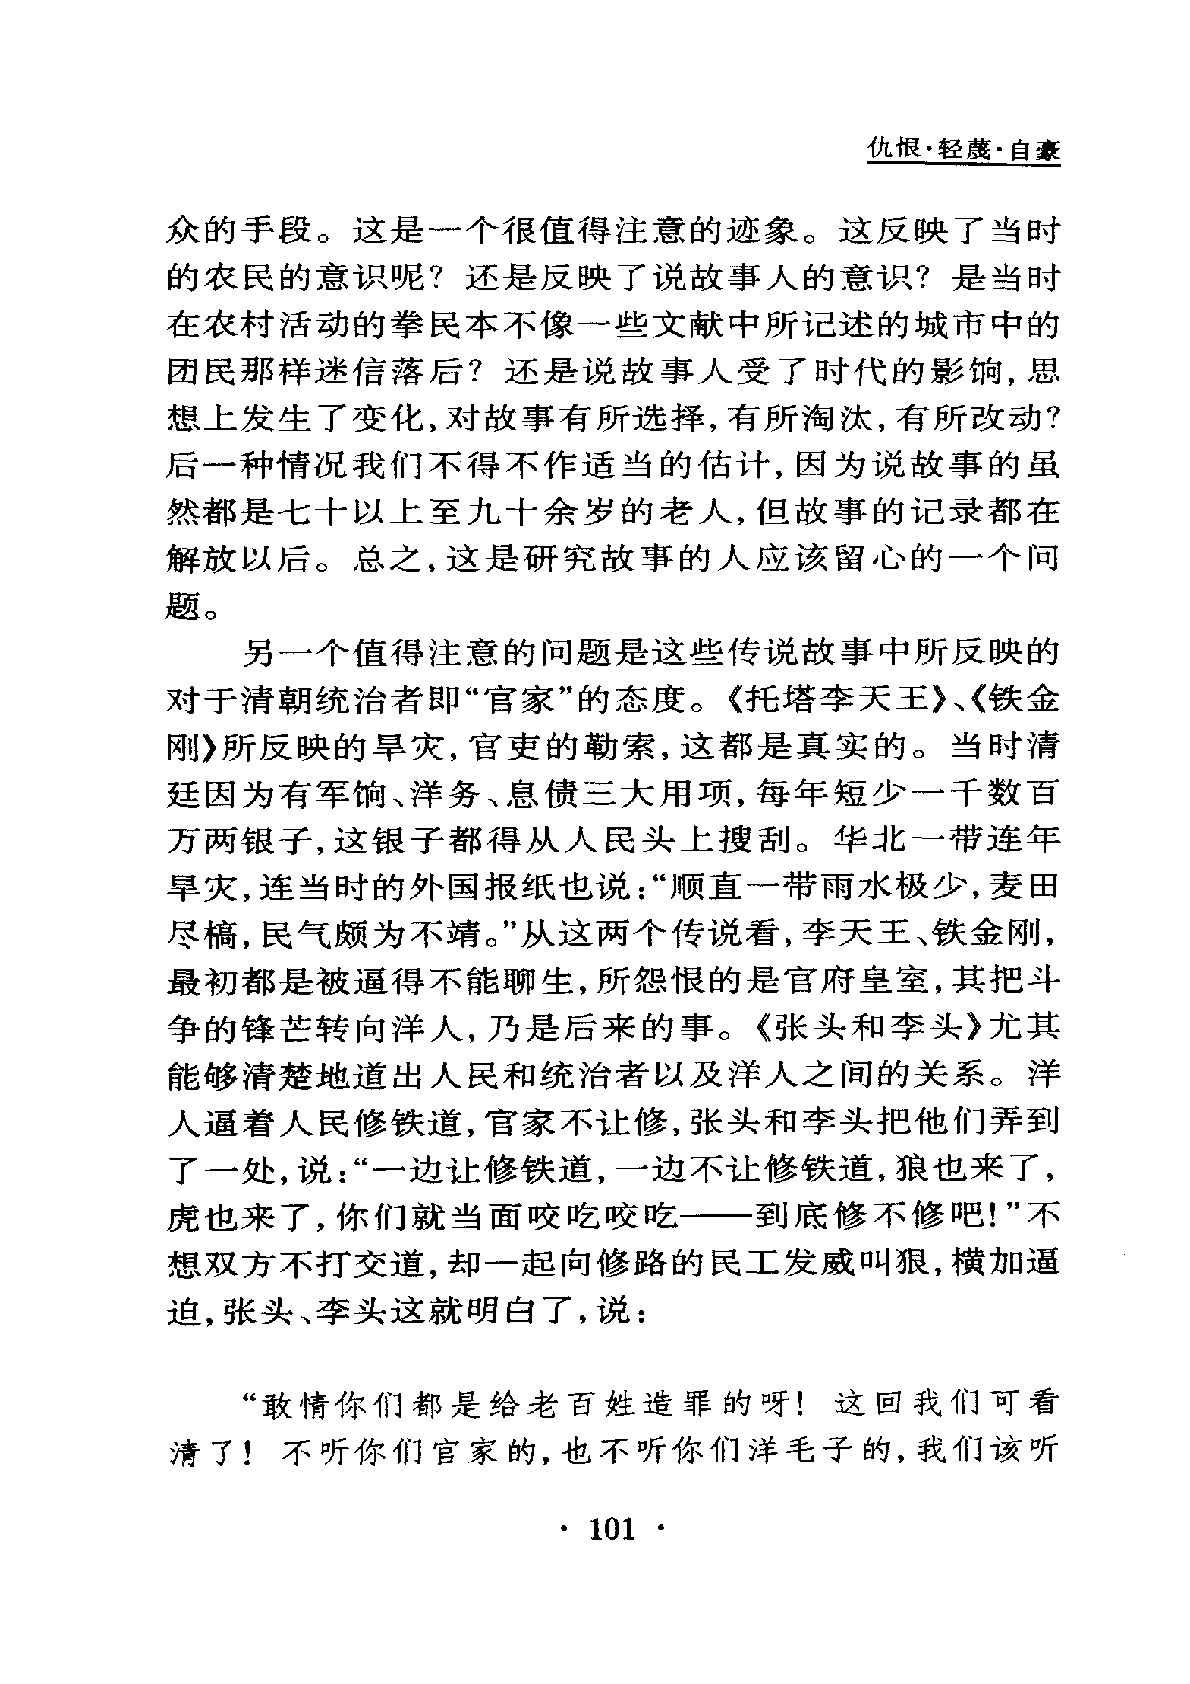 仇恨·轻蔑·自豪
众的手段。这是一个很值得注意的迹象。这反映了当时
的农民的意识呢？还是反映了说故事人的意识？是当时
在农村活动的拳民本不像一些文献中所记述的城市中的
团民那样迷信落后？还是说故事人受了时代的影响，思
想上发生了变化，对故事有所选择，有所淘汰，有所改动？
后一种情况我们不得不作适当的估计，因为说故事的虽
然都是七十以上至九十余岁的老人，但故事的记录都在
解放以后。总之，这是研究故事的人应该留心的一个问
题。
另一个值得注意的问题是这些传说故事中所反映的
对于清朝统治者即“官家”的态度。《托塔李天王》、《铁金
刚》所反映的旱灾，官吏的勒索，这都是真实的。当时清
廷因为有军饷、洋务、息债三大用项，每年短少一千数百
万两银子，这银子都得从人民头上搜刮。华北一带连年
旱灾，连当时的外国报纸也说：“顺直一带雨水极少，麦田
尽槁，民气颇为不靖。”从这两个传说看，李天王、铁金刚，
最初都是被逼得不能聊生，所怨恨的是官府皇室，其把斗
争的锋芒转向洋人，乃是后来的事。《张头和李头》尤其
能够清楚地道出人民和统治者以及洋人之间的关系。洋
人逼着人民修铁道，官家不让修，张头和李头把他们弄到
了一处，说：“一边让修铁道，一边不让修铁道，狼也来了，
虎也来了，你们就当面咬吃咬吃——到底修不修吧！”不
想双方不打交道，却一起向修路的民工发威叫狠，横加逼
迫，张头、李头这就明白了，说：
“敢情你们都是给老百姓造罪的呀！这回我们可看
清了！不听你们官家的，也不听你们洋毛子的，我们该听
· 101 ·